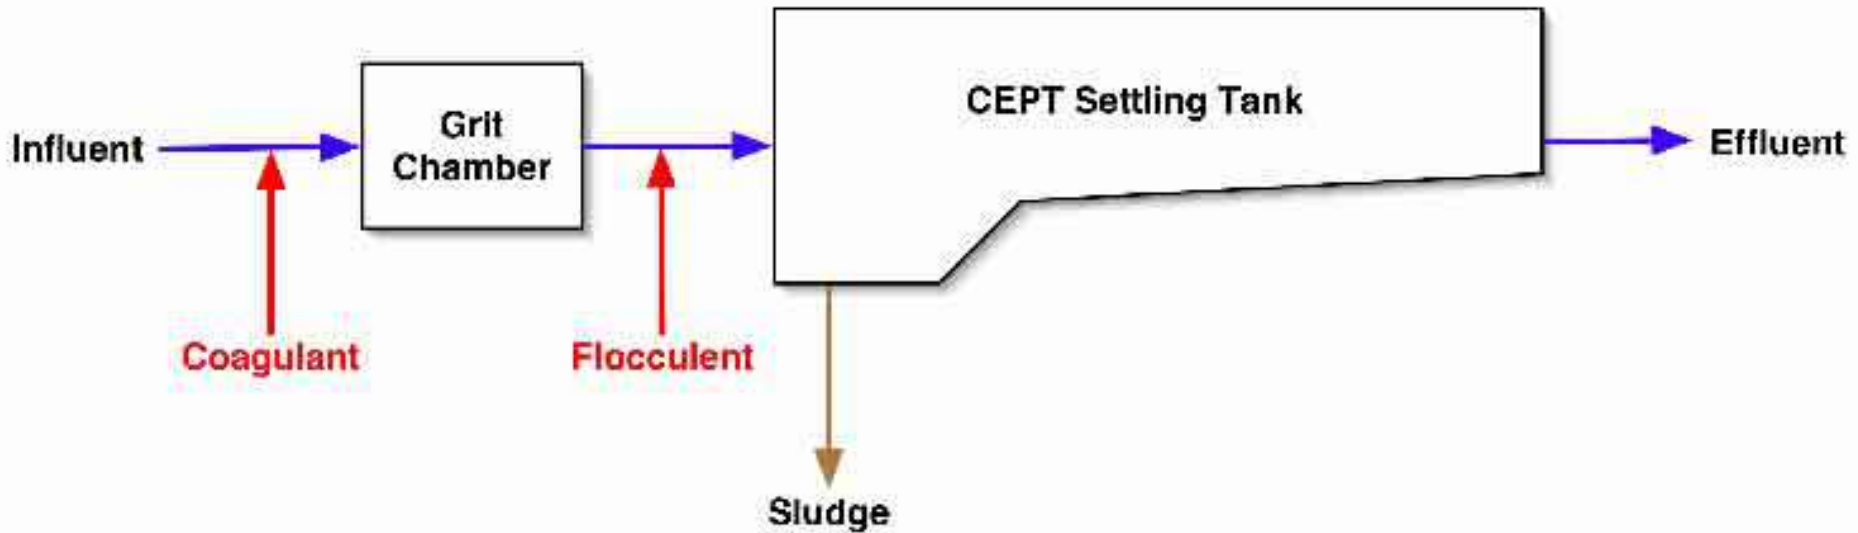 CEPT Settling Tank
Grit
Chamber
Influent
Effluent
Coagulant
Flocculent
Sludge